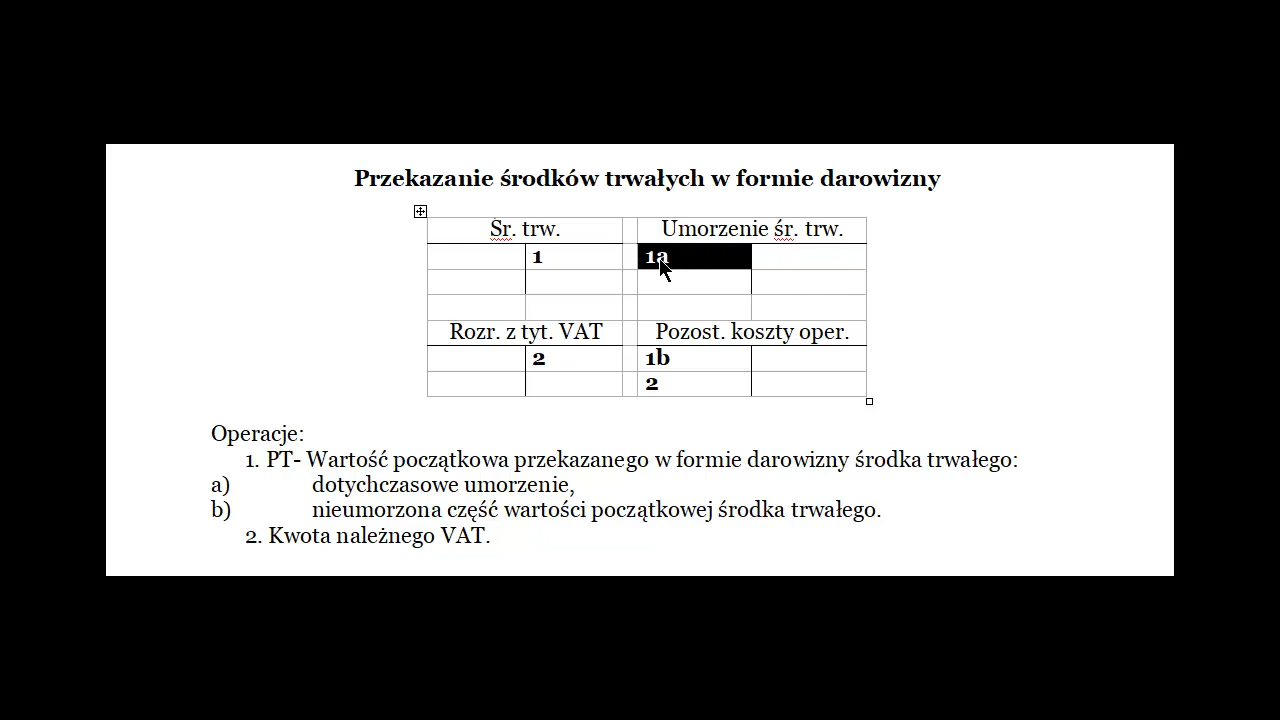 Przekazanie środków trwałych w formie darowizny
Śr. trw. Umorzenie śr. trw.
1 1a
Rozr. z tyt. VAT Pozost. koszty oper.
2 1b
2
Operacje:
1. PT- Wartość początkowa przekazanego w formie darowizny środka trwałego:
a) dotychczasowe umorzenie,
b) nieumorzona część wartości początkowej środka trwałego.
2. Kwota należnego VAT.